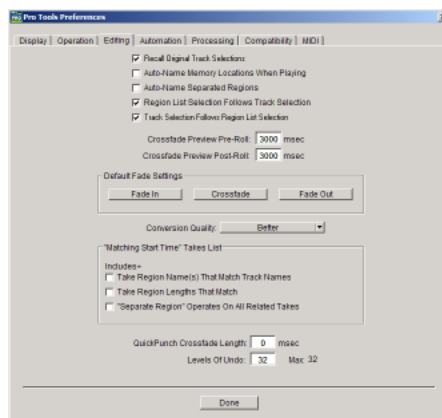 Pro Tools Preferences
Display Operation Editing Automation Processing Compatibility MIDI
Recall Original Track Selections
Auto-Name Memory Locations When Playing
Auto-Name Separated Regions
Region List Selection Follows Track Selection
Track Selection Follows Region List Selection
Crossfade Preview Pre-Roll: 3000 msec
Crossfade Preview Post-Roll: 3000 msec
Default Fade Settings
Fade In Crossfade Fade Out
Conversion Quality: Better
"Matching Start Time" Takes List
Includes+
Take Region Name(s) That Match Track Names
Take Region Lengths That Match
"Separate Region" Operates On All Related Takes
QuickPunch Crossfade Length: 0 msec
Levels Of Undo: 32 Max: 32
Done